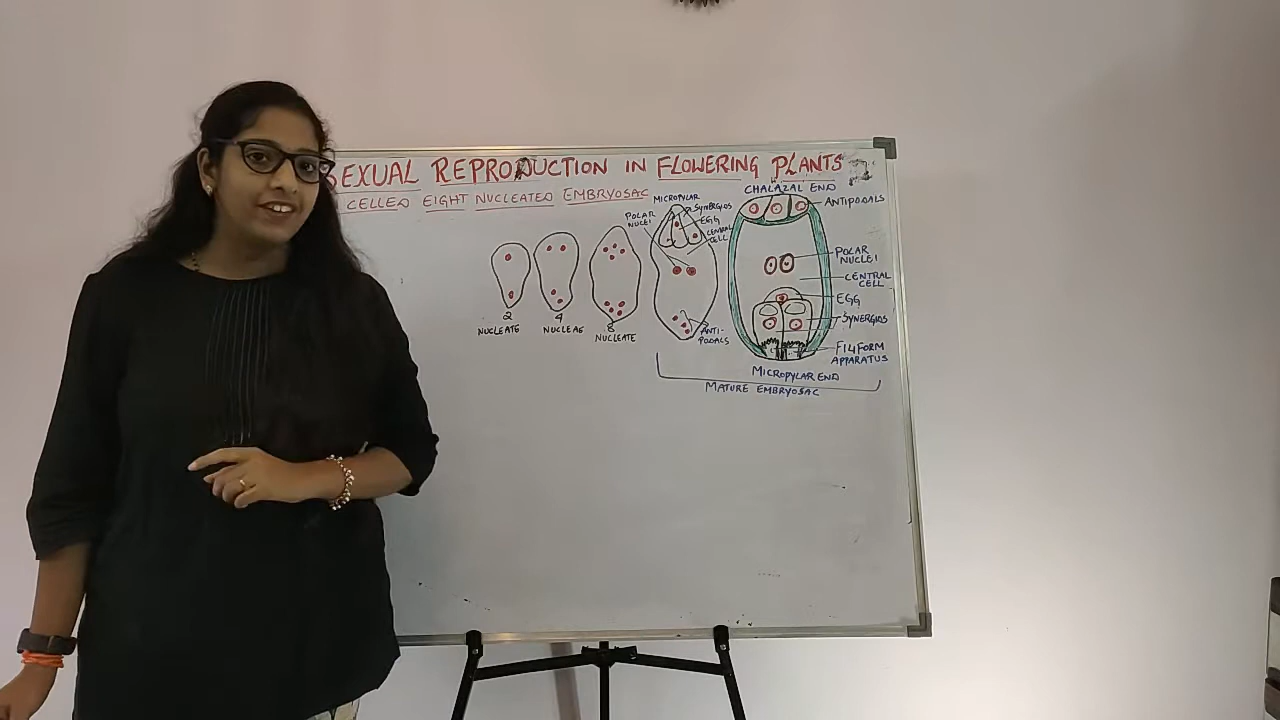 SEXUAL REPRODUCTION IN FLOWERING PLANTS
CELLED EIGHT NUCLEATED EMBRYOSAC
2
NUCLEATE
4
NUCLEAE
8
NUCLEATE
MICROPYLAR
POLAR
NUCEI
SYNERGIDS
EGG
CENTRAL
CELL
ANTI-
PODALS
CHALAZAL END
ANTIPODALS
POLAR
NUCLEI
CENTRAL
CELL
EGG
SYNERGIDS
FILIFORM
APPARATUS
MICROPYLAR END
MATURE EMBRYOSAC